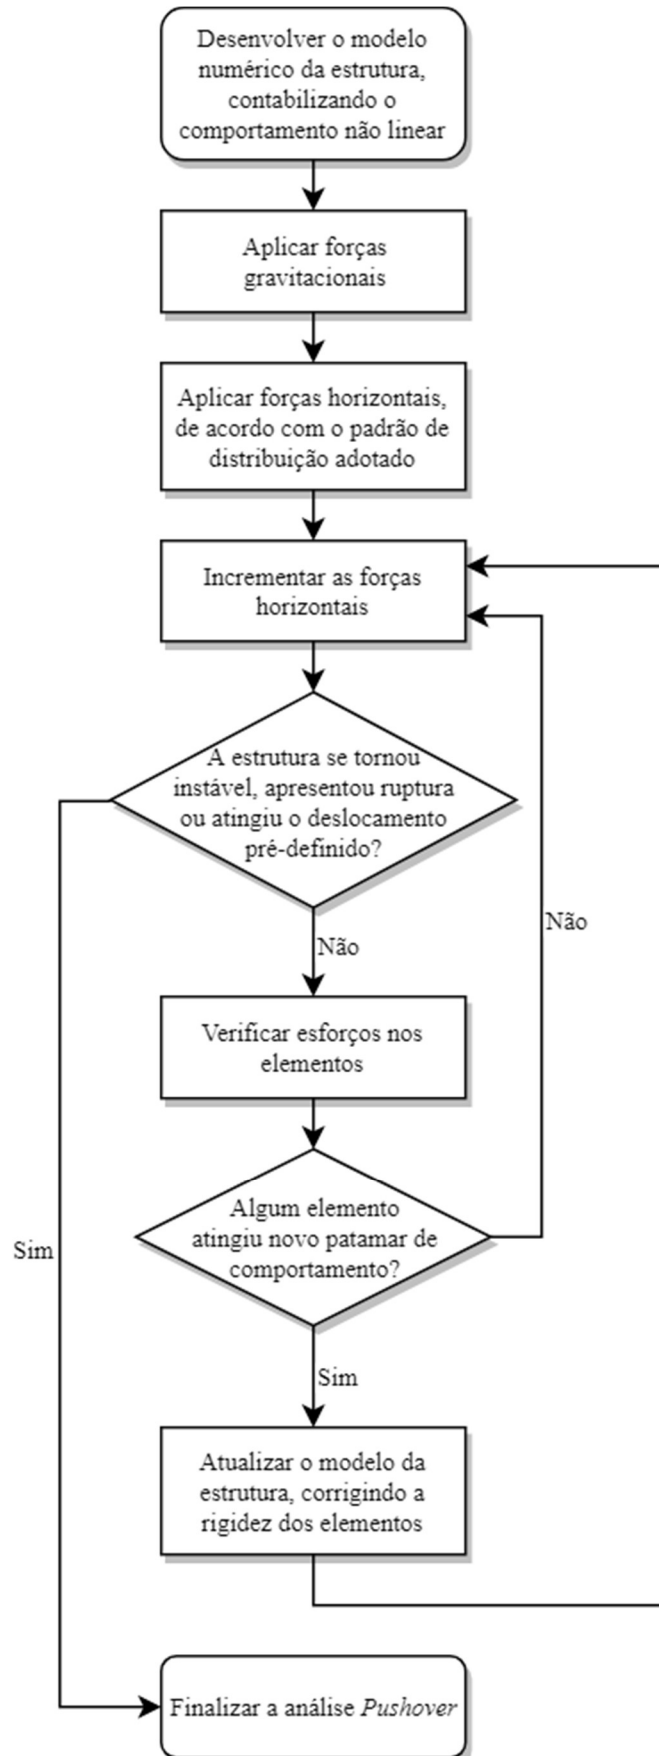 Desenvolver o modelo
numérico da estrutura,
contabilizando o
comportamento não linear
Aplicar forças
gravitacionais
Aplicar forças horizontais,
de acordo com o padrão de
distribuição adotado
Incrementar as forças
horizontais
A estrutura se tornou
instável, apresentou ruptura
ou atingiu o deslocamento
pré-definido?
Não
Não
Verificar esforços nos
elementos
Algum elemento
atingiu novo patamar de
comportamento?
Sim
Sim
Atualizar o modelo da
estrutura, corrigindo a
rigidez dos elementos
Finalizar a análise Pushover